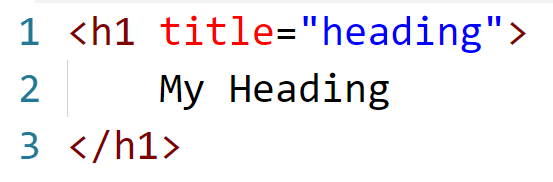 1 <h1 title="heading">
2     My Heading
3 </h1>